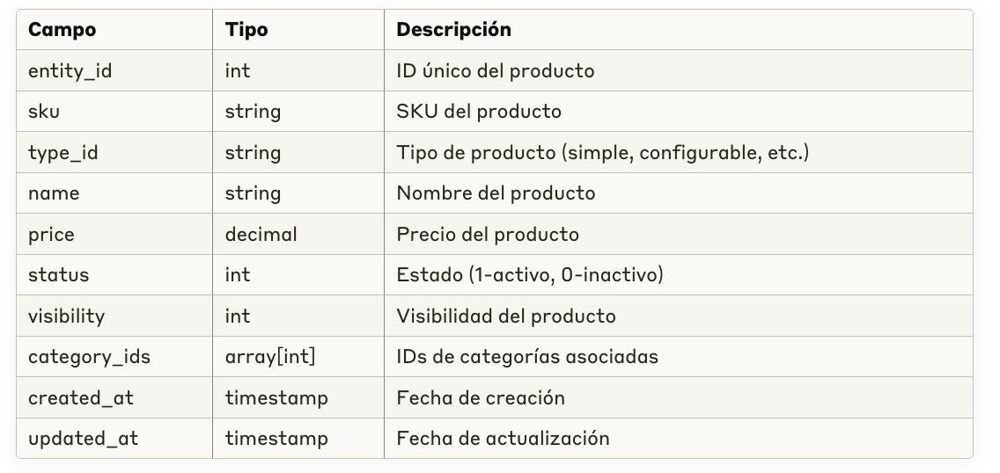 Campo Tipo Descripción
entity_id int ID único del producto
sku string SKU del producto
type_id string Tipo de producto (simple, configurable, etc.)
name string Nombre del producto
price decimal Precio del producto
status int Estado (1-activo, 0-inactivo)
visibility int Visibilidad del producto
category_ids array[int] IDs de categorías asociadas
created_at timestamp Fecha de creación
updated_at timestamp Fecha de actualización